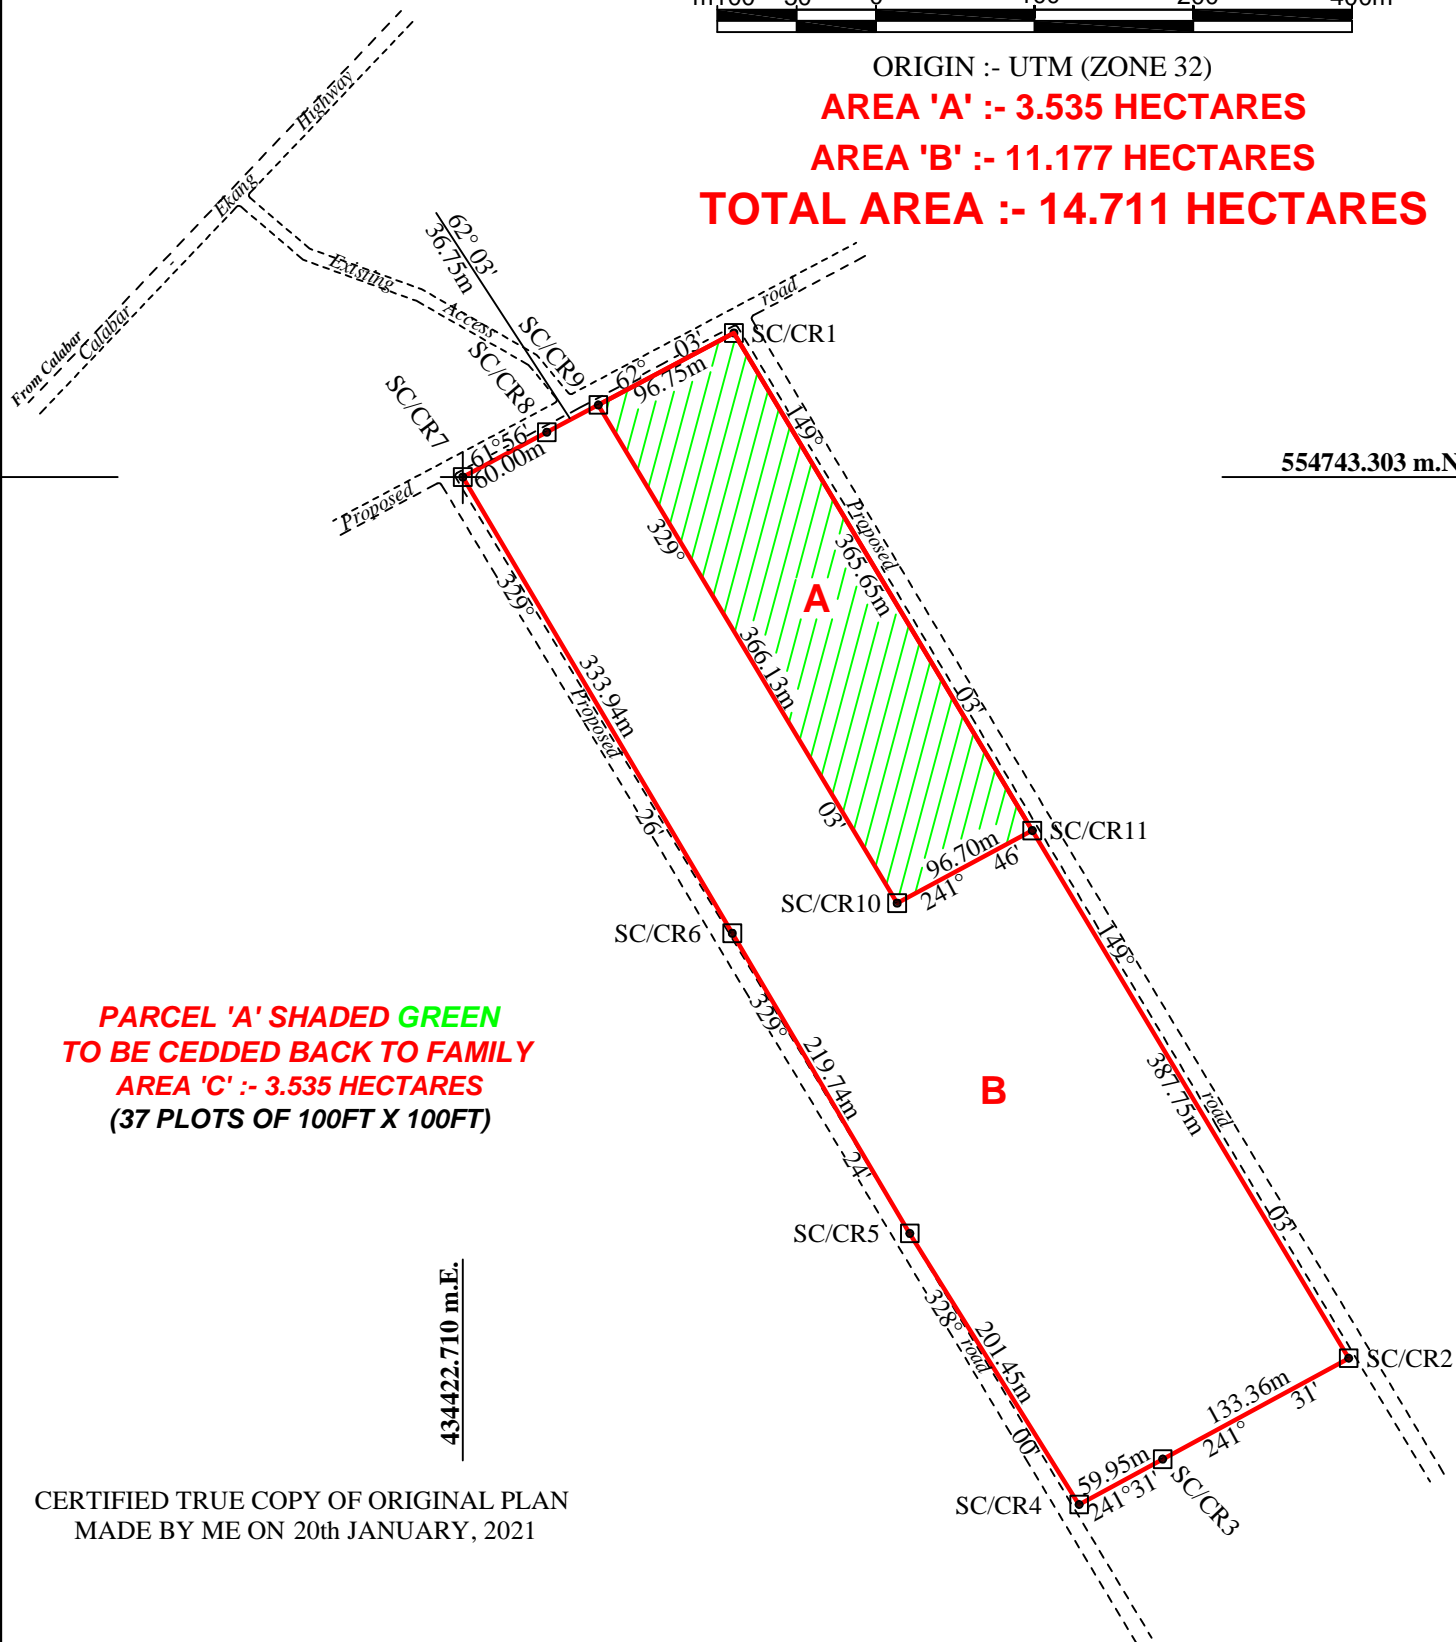 ORIGIN :- UTM (ZONE 32)
AREA 'A' :- 3.535 HECTARES
AREA 'B' :- 11.177 HECTARES
TOTAL AREA :- 14.711 HECTARES
Highway
Ekang
From Calabar
Calabar
Existing
Access
62° 03'
36.75m
road
SC/CR1
SC/CR9
SC/CR8
SC/CR7
62° 03'
96.75m
61°56'
60.00m
Proposed
554743.303 m.N
149°
Proposed
365.65m
03'
329°
366.13m
03'
A
329°
333.94m
Proposed
26'
SC/CR11
96.70m
241° 46'
SC/CR10
SC/CR6
149°
387.75m
road
03'
329°
219.74m
24'
B
PARCEL 'A' SHADED GREEN
TO BE CEDDED BACK TO FAMILY
AREA 'C' :- 3.535 HECTARES
(37 PLOTS OF 100FT X 100FT)
SC/CR5
328°
road
201.45m
00'
434422.710 m.E.
SC/CR2
133.36m
241° 31'
59.95m
241°31'
SC/CR3
SC/CR4
CERTIFIED TRUE COPY OF ORIGINAL PLAN
MADE BY ME ON 20th JANUARY, 2021